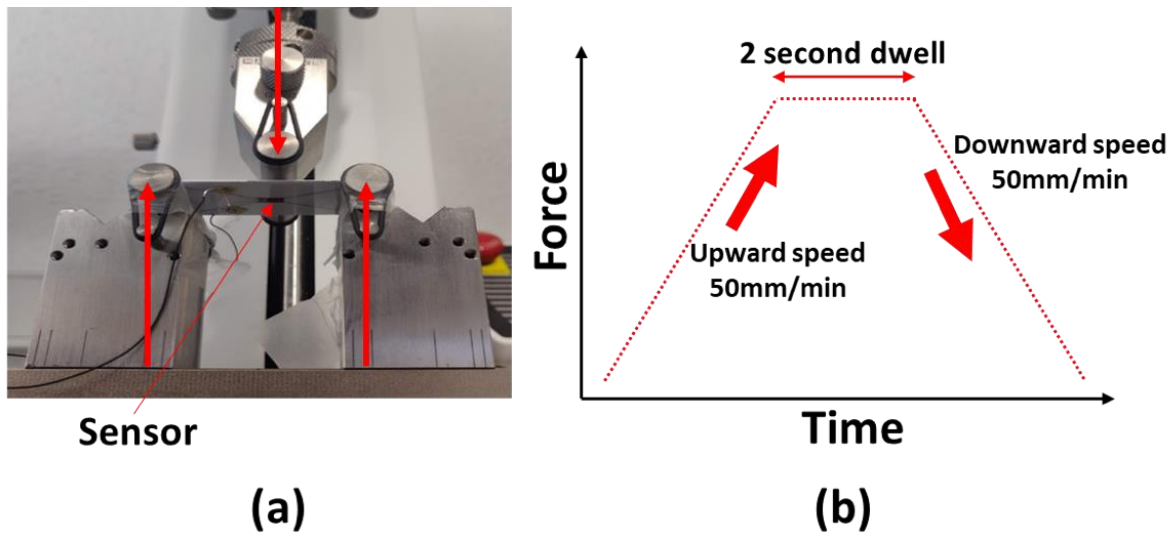 Sensor
(a)
2 second dwell
Downward speed
50mm/min
Upward speed
50mm/min
Force
Time
(b)